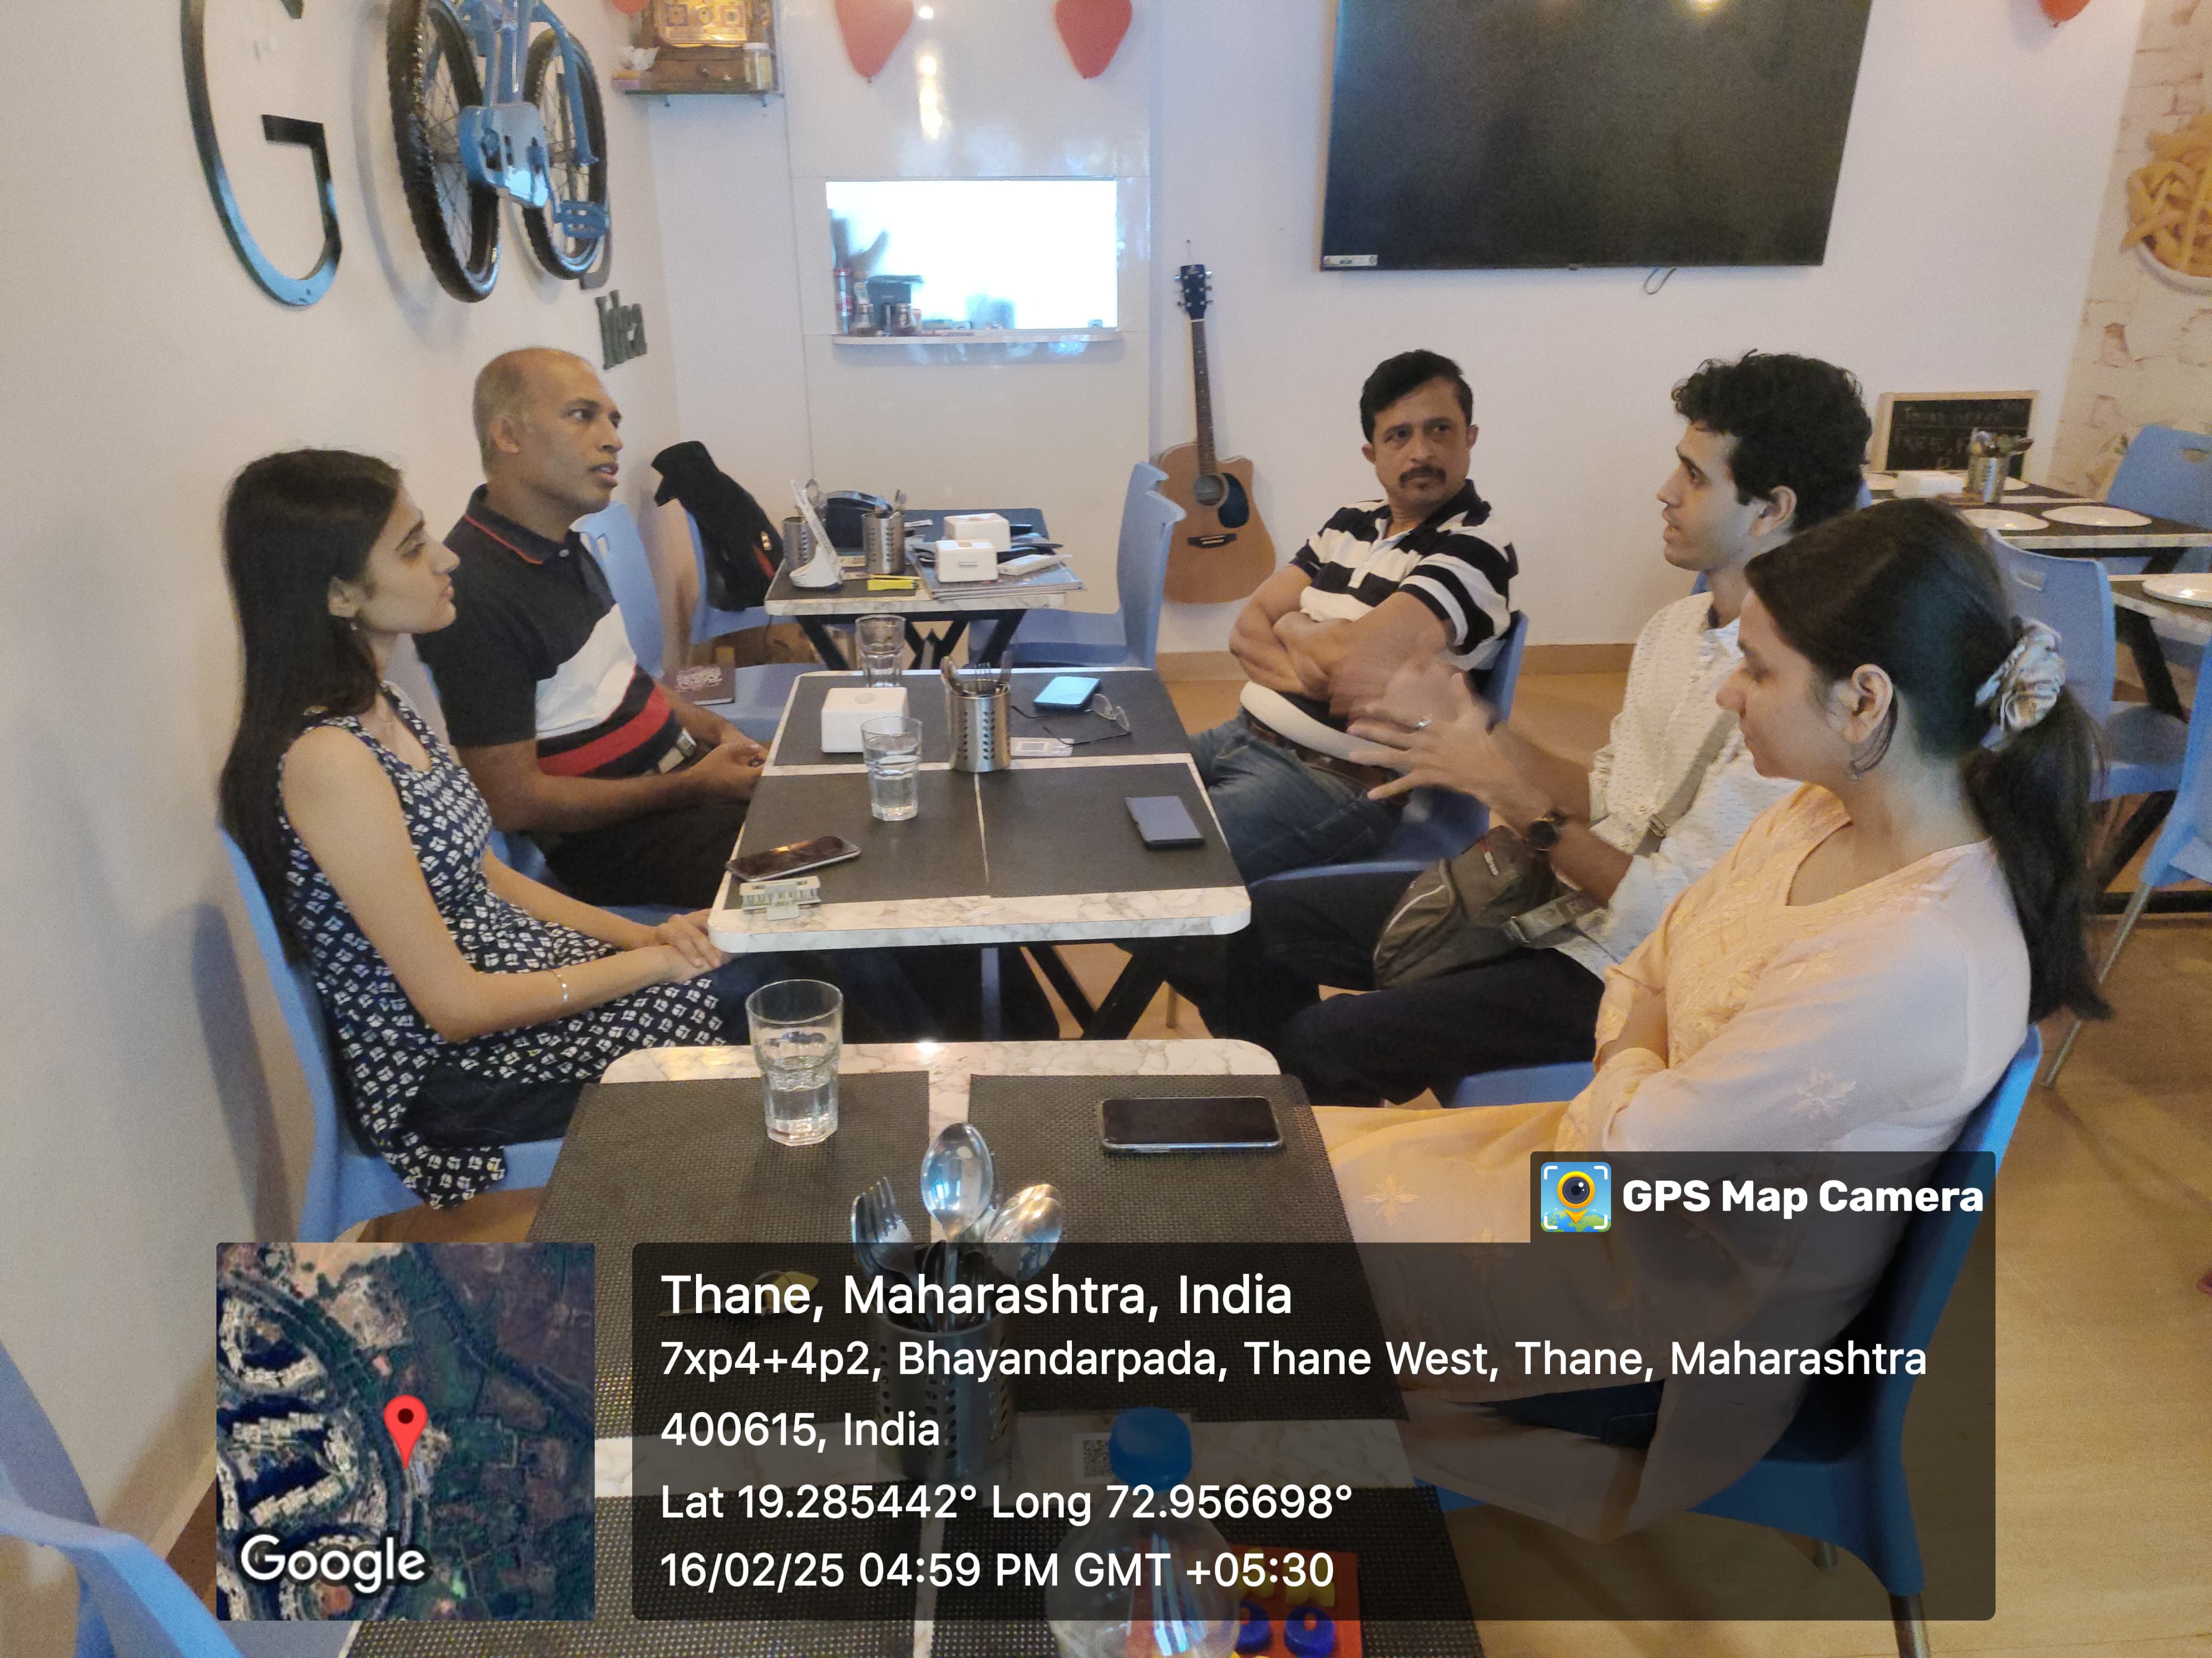 G
Idea
GPS Map Camera
Thane, Maharashtra, India
7xp4+4p2, Bhayandarpada, Thane West, Thane, Maharashtra
400615, India
Lat 19.285442° Long 72.956698°
16/02/25 04:59 PM GMT +05:30
Google